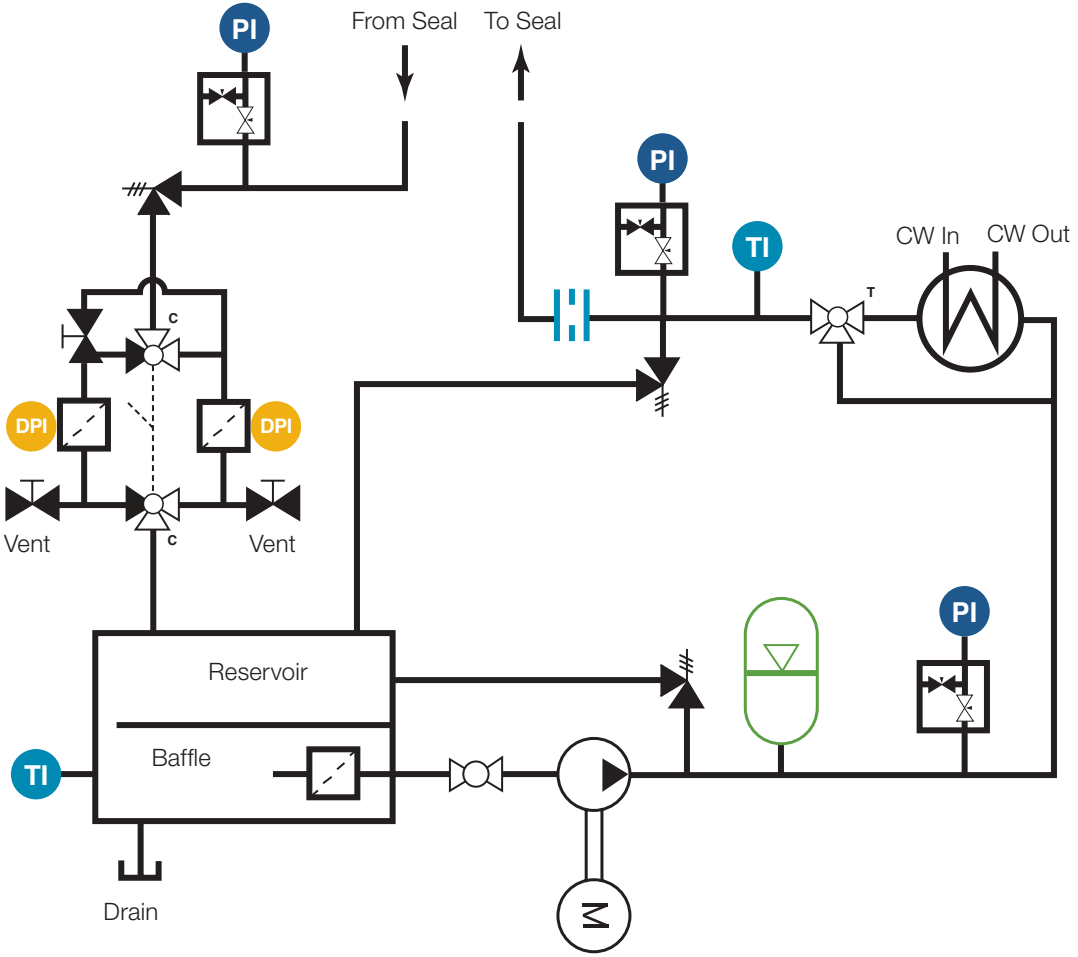 PI
From Seal
To Seal
PI
TI
CW In
CW Out
T
C
DPI
DPI
Vent
C
Vent
PI
Reservoir
Baffle
TI
Drain
M